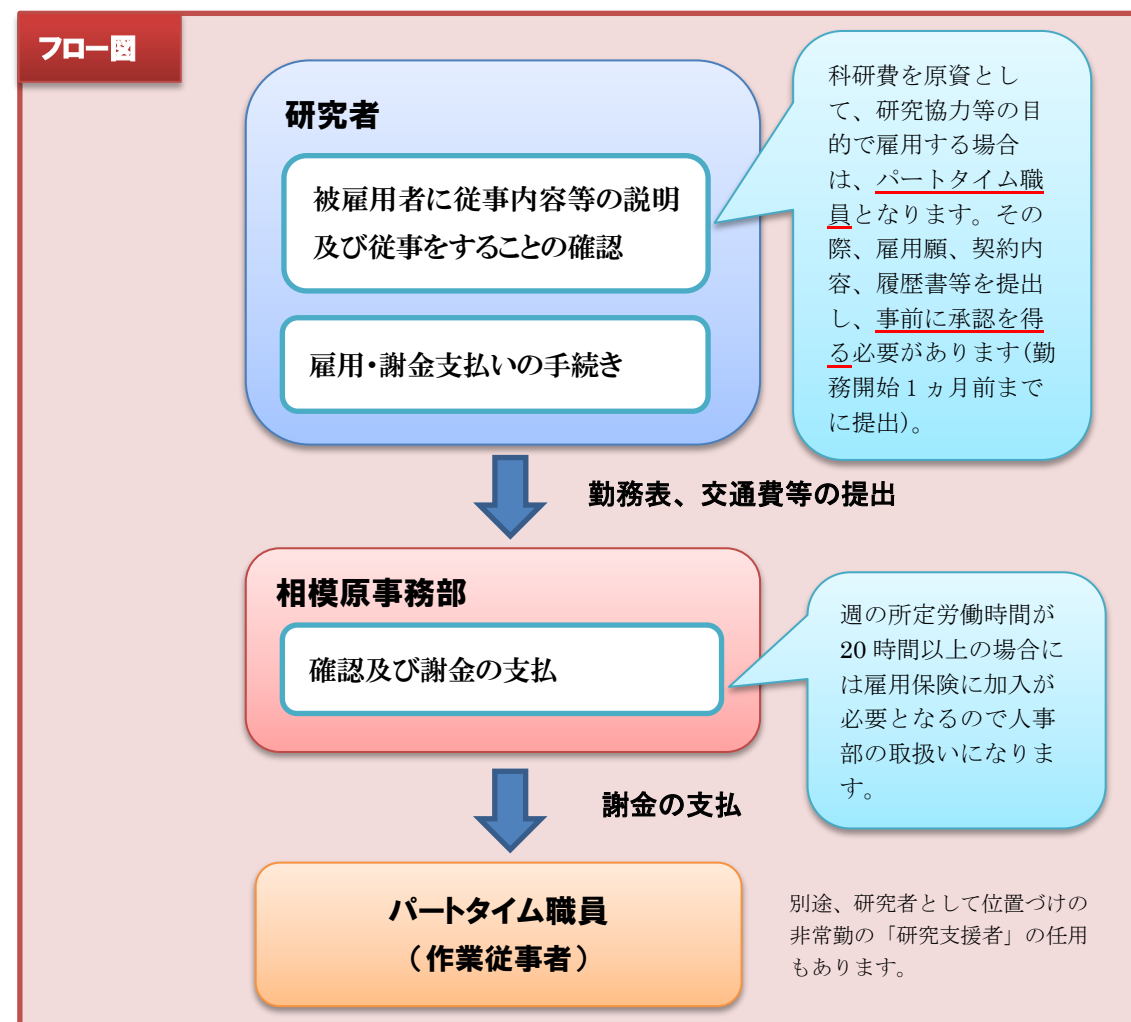 フロー図
研究者
被雇用者に従事内容等の説明
及び従事をすることの確認
雇用・謝金支払いの手続き
科研費を原資とし
て、研究協力等の目
的で雇用する場合
は、パートタイム職
員となります。その
際、雇用願、契約内
容、履歴書等を提出
し、事前に承認を得
る必要があります(勤
務開始1ヵ月前まで
に提出)。
勤務表、交通費等の提出
相模原事務部
確認及び謝金の支払
週の所定労働時間が
20時間以上の場合に
は雇用保険に加入が
必要となるので人事
部の取扱いになりま
す。
謝金の支払
パートタイム職員
（作業従事者）
別途、研究者として位置づけの
非常勤の「研究支援者」の任用
もあります。